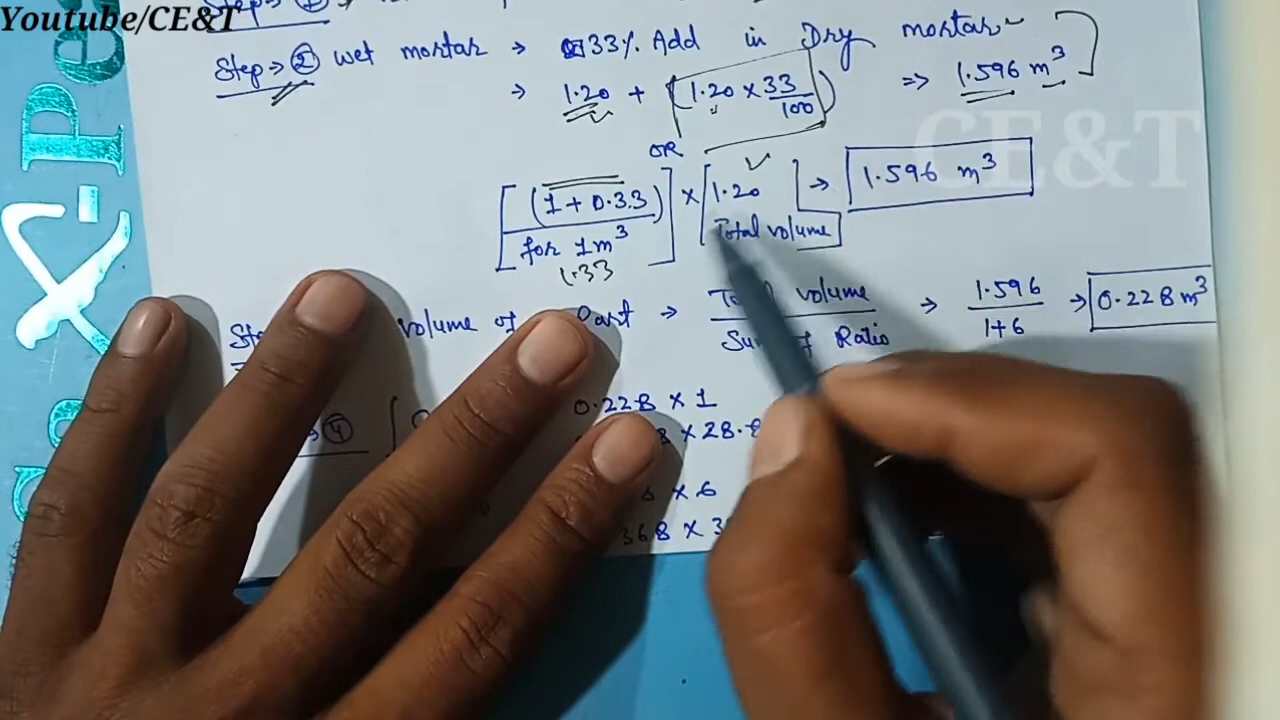 Youtube/CE&T
CE&T
Step → ② Wet mortar → 33% Add in Dry mortar
→ 1.20 + (1.20 × 33/100) ⇒ 1.596 m³
OR
[(1 + 0.33)/for 1m³] × [1.20 Total volume] → 1.596 m³
1.33
volume of Part → volume/Sum of Ratio → 1.596/1+6 → 0.228 m³
④ 0.228 × 1
× 28.8
× 6
368 × 3